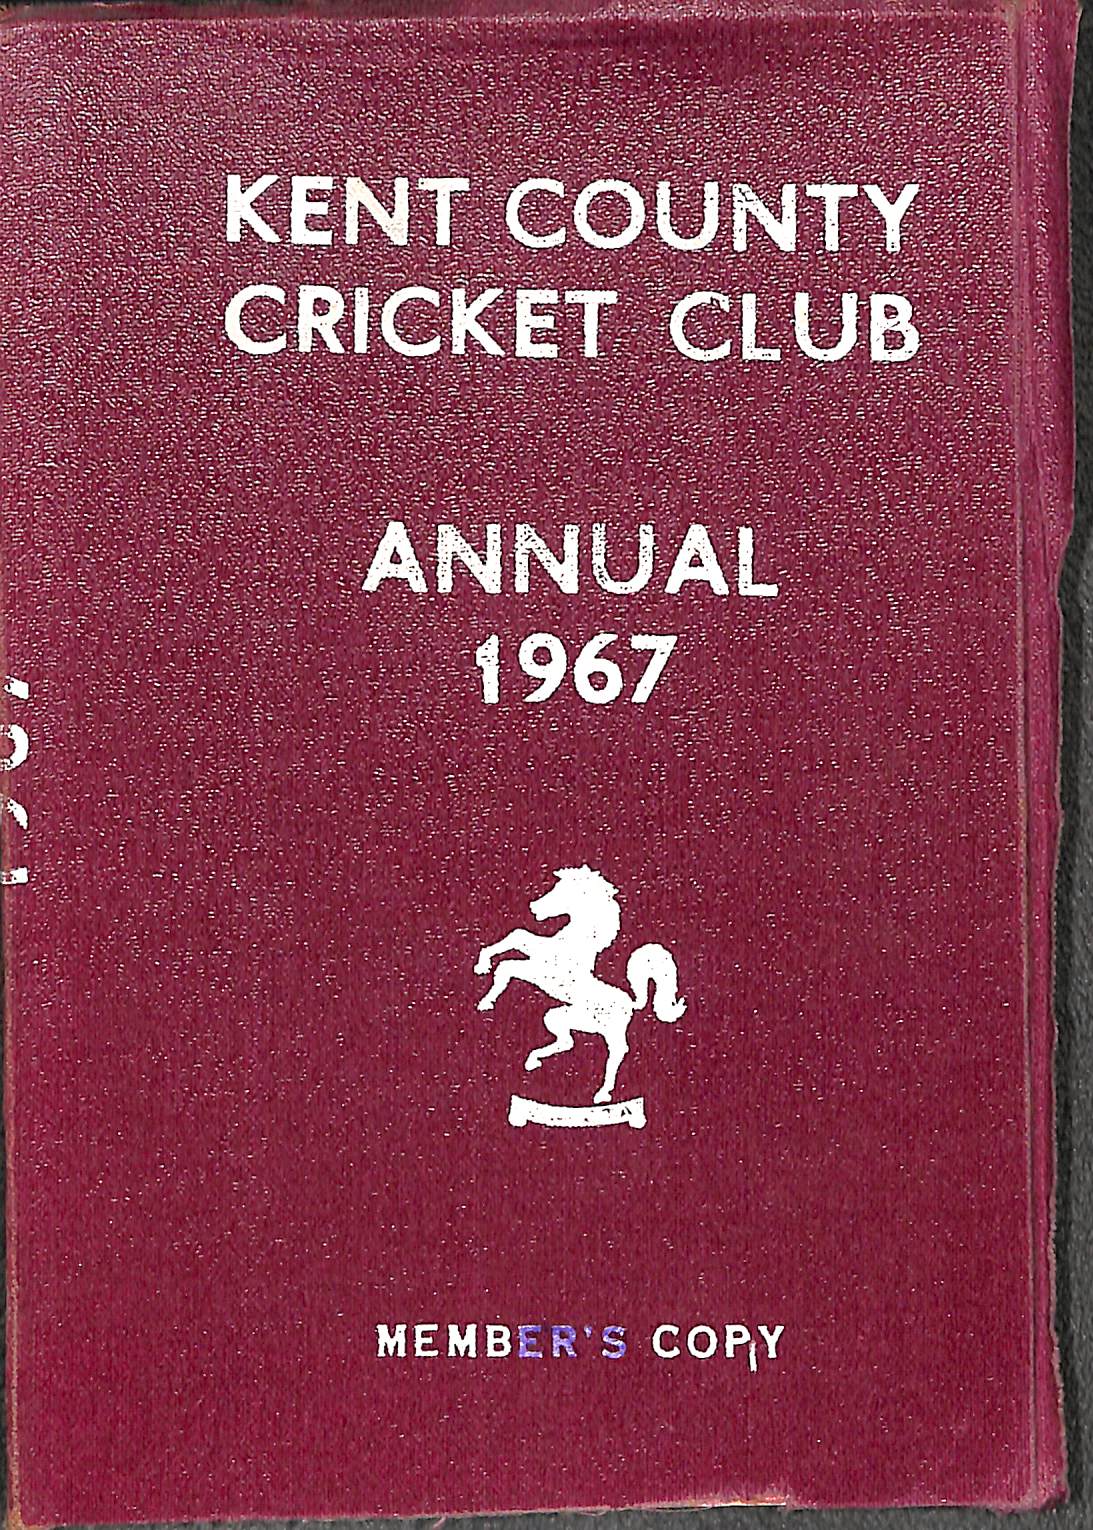 KENT COUNTY
CRICKET CLUB
ANNUAL
1967
MEMBER'S COPY